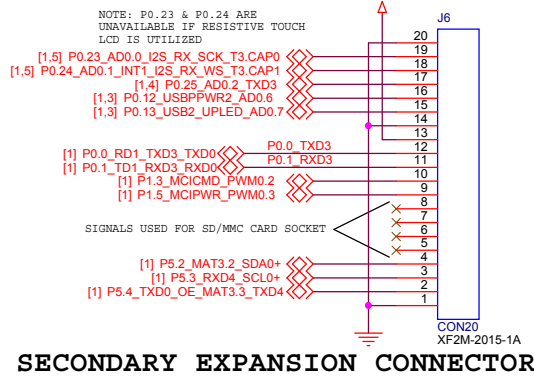 NOTE: P0.23 & P0.24 ARE
UNAVAILABLE IF RESISTIVE TOUCH
LCD IS UTILIZED
J6
20
[1,5] P0.23_AD0.0_I2S_RX_SCK_T3.CAP0
19
[1,5] P0.24_AD0.1_INT1_I2S_RX_WS_T3.CAP1
18
[1,4] P0.25_AD0.2_TXD3
17
[1,3] P0.12_USBPPWR2_AD0.6
16
[1,3] P0.13_USB2_UPLED_AD0.7
15
14
13
[1] P0.0_RD1_TXD3_TXD0
P0.0_TXD3
12
[1] P0.1_TD1_RXD3_RXD0
P0.1_RXD3
11
[1] P1.3_MCICMD_PWM0.2
10
[1] P1.5_MCIPWR_PWM0.3
9
8
7
SIGNALS USED FOR SD/MMC CARD SOCKET
6
5
[1] P5.2_MAT3.2_SDA0+
4
[1] P5.3_RXD4_SCL0+
3
[1] P5.4_TXD0_OE_MAT3.3_TXD4
2
1
CON20
XF2M-2015-1A
SECONDARY EXPANSION CONNECTOR